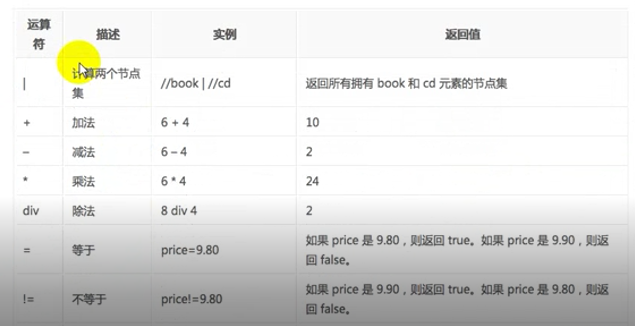 运算符 描述 实例 返回值
| 计算两个节点集 //book | //cd 返回所有拥有 book 和 cd 元素的节点集
+ 加法 6 + 4 10
– 减法 6 – 4 2
* 乘法 6 * 4 24
div 除法 8 div 4 2
= 等于 price=9.80 如果 price 是 9.80，则返回 true。如果 price 是 9.90，则返回 false。
!= 不等于 price!=9.80 如果 price 是 9.90，则返回 true。如果 price 是 9.80，则返回 false。